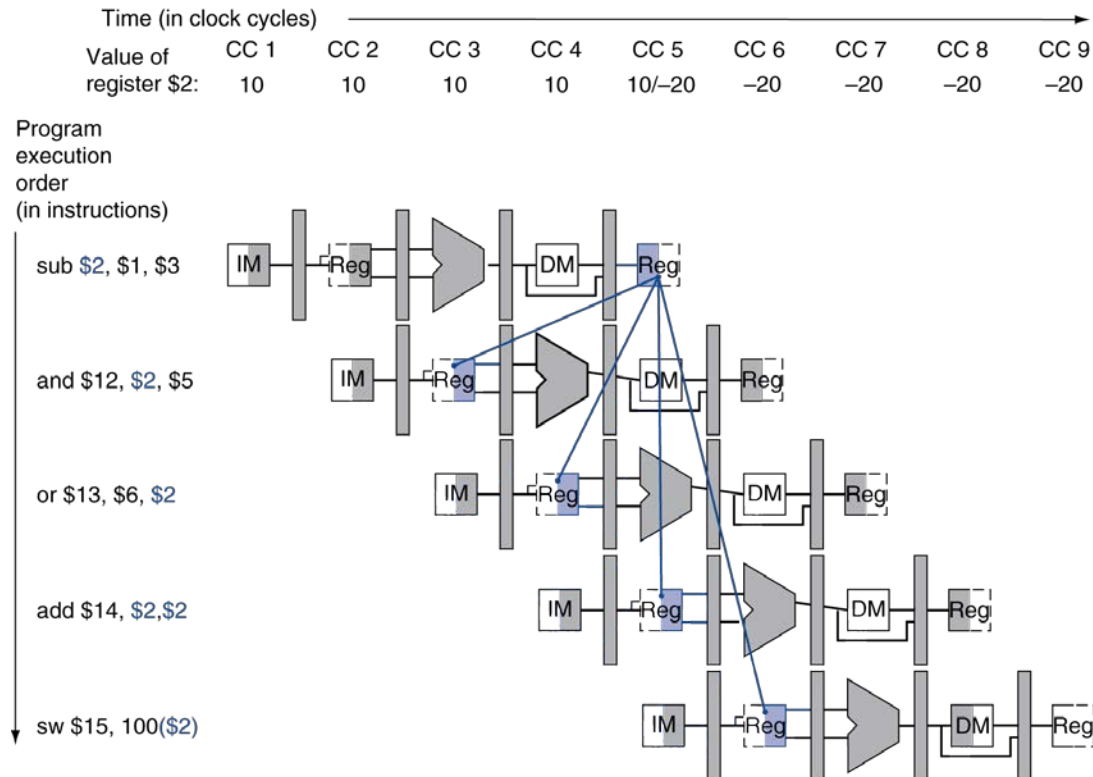 Time (in clock cycles)
Value of CC 1 CC 2 CC 3 CC 4 CC 5 CC 6 CC 7 CC 8 CC 9
register $2: 10 10 10 10 10/–20 –20 –20 –20 –20
Program
execution
order
(in instructions)
sub $2, $1, $3 IM Reg DM Reg
and $12, $2, $5 IM Reg DM Reg
or $13, $6, $2 IM Reg DM Reg
add $14, $2,$2 IM Reg DM Reg
sw $15, 100($2) IM Reg DM Reg